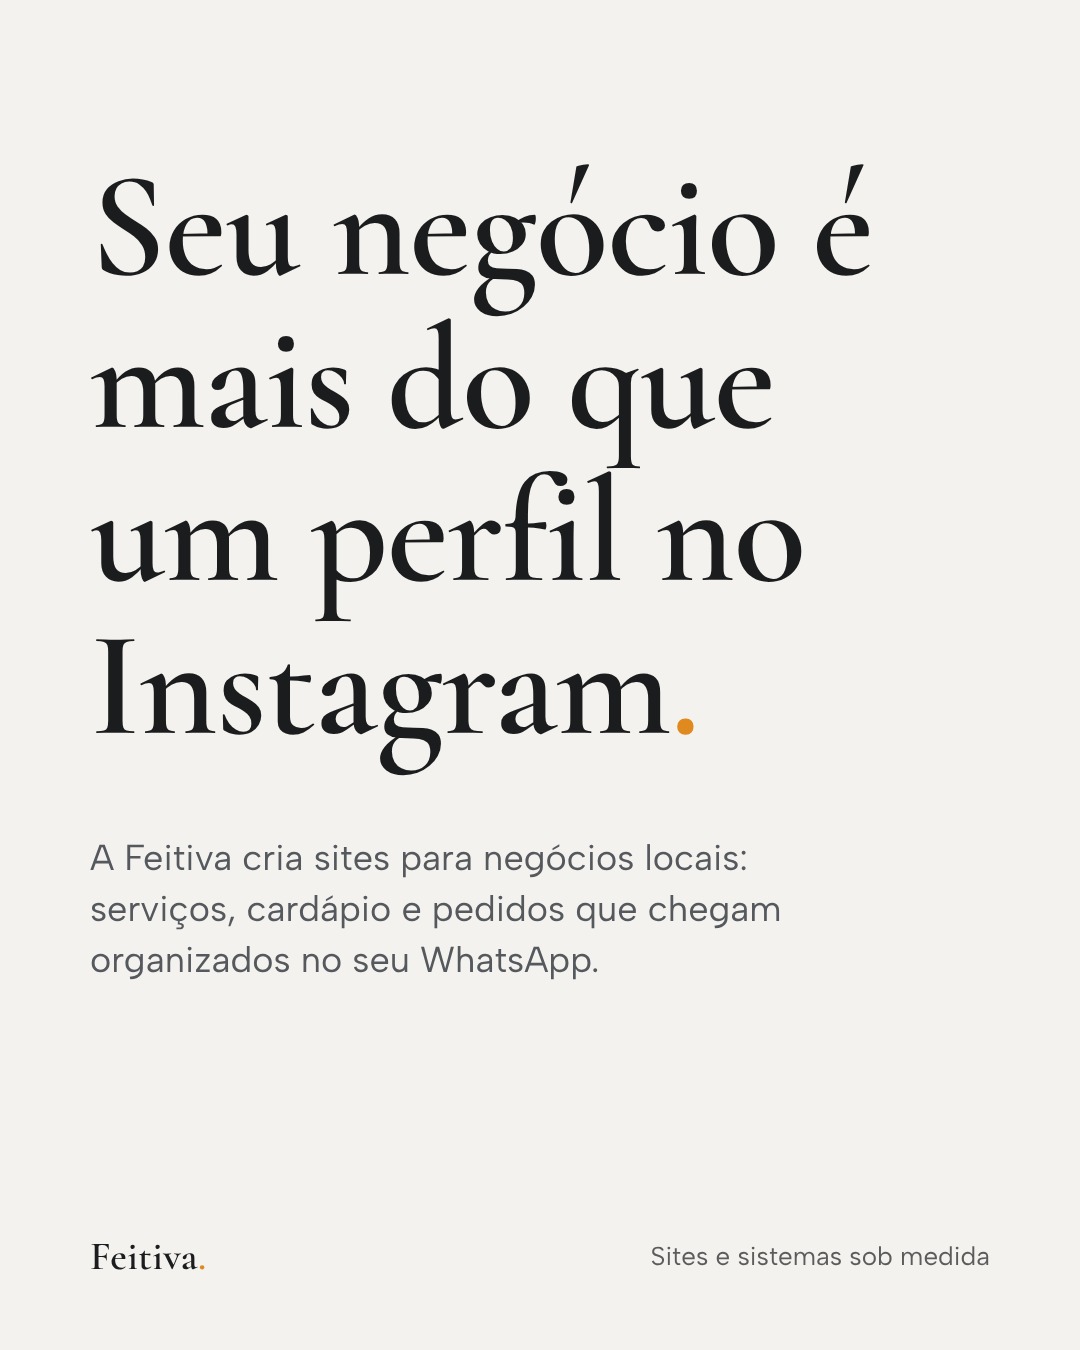 Seu negócio é
mais do que
um perfil no
Instagram.
A Feitiva cria sites para negócios locais:
serviços, cardápio e pedidos que chegam
organizados no seu WhatsApp.
Feitiva.
Sites e sistemas sob medida